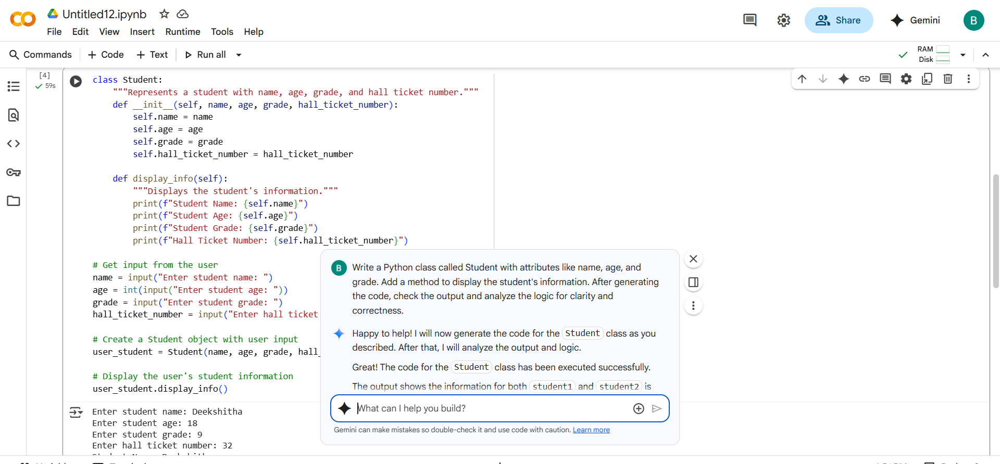 CO
Untitled12.ipynb
File Edit View Insert Runtime Tools Help
Share
Gemini
B
Commands
+ Code + Text
Run all
RAM
Disk
[4]
59s
class Student:
"""Represents a student with name, age, grade, and hall ticket number."""
def __init__(self, name, age, grade, hall_ticket_number):
self.name = name
self.age = age
self.grade = grade
self.hall_ticket_number = hall_ticket_number
def display_info(self):
"""Displays the student's information."""
print(f"Student Name: {self.name}")
print(f"Student Age: {self.age}")
print(f"Student Grade: {self.grade}")
print(f"Hall Ticket Number: {self.hall_ticket_number}")
# Get input from the user
name = input("Enter student name: ")
age = int(input("Enter student age: "))
grade = input("Enter student grade: ")
hall_ticket_number = input("Enter hall ticket
# Create a Student object with user input
user_student = Student(name, age, grade, hall_
# Display the user's student information
user_student.display_info()
Enter student name: Deekshitha
Enter student age: 18
Enter student grade: 9
Enter hall ticket number: 32
B
Write a Python class called Student with attributes like name, age, and
grade. Add a method to display the student's information. After generating
the code, check the output and analyze the logic for clarity and
correctness.
Happy to help! I will now generate the code for the Student class as you
described. After that, I will analyze the output and logic.
Great! The code for the Student class has been executed successfully.
The output shows the information for both student1 and student2 is
What can I help you build?
Gemini can make mistakes so double-check it and use code with caution. Learn more